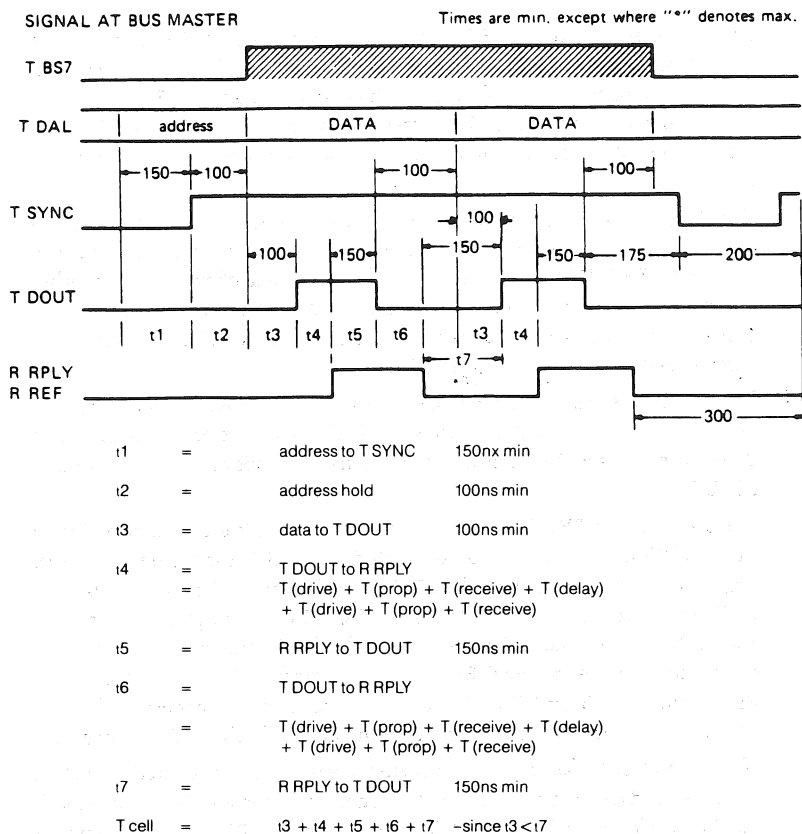 SIGNAL AT BUS MASTER
Times are min. except where "*" denotes max.
T BS7
T DAL
address
DATA
DATA
150
100
100
100
T SYNC
100
100
150
150
150
175
200
T DOUT
t1
t2
t3
t4
t5
t6
t3
t4
t7
R RPLY
R REF
300
t1 = address to T SYNC 150nx min
t2 = address hold 100ns min
t3 = data to T DOUT 100ns min
t4 = T DOUT to R RPLY
= T (drive) + T (prop) + T (receive) + T (delay)
+ T (drive) + T (prop) + T (receive)
t5 = R RPLY to T DOUT 150ns min
t6 = T DOUT to R RPLY
= T (drive) + T (prop) + T (receive) + T (delay)
+ T (drive) + T (prop) + T (receive)
t7 = R RPLY to T DOUT 150ns min
T cell = t3 + t4 + t5 + t6 + t7 -since t3 < t7